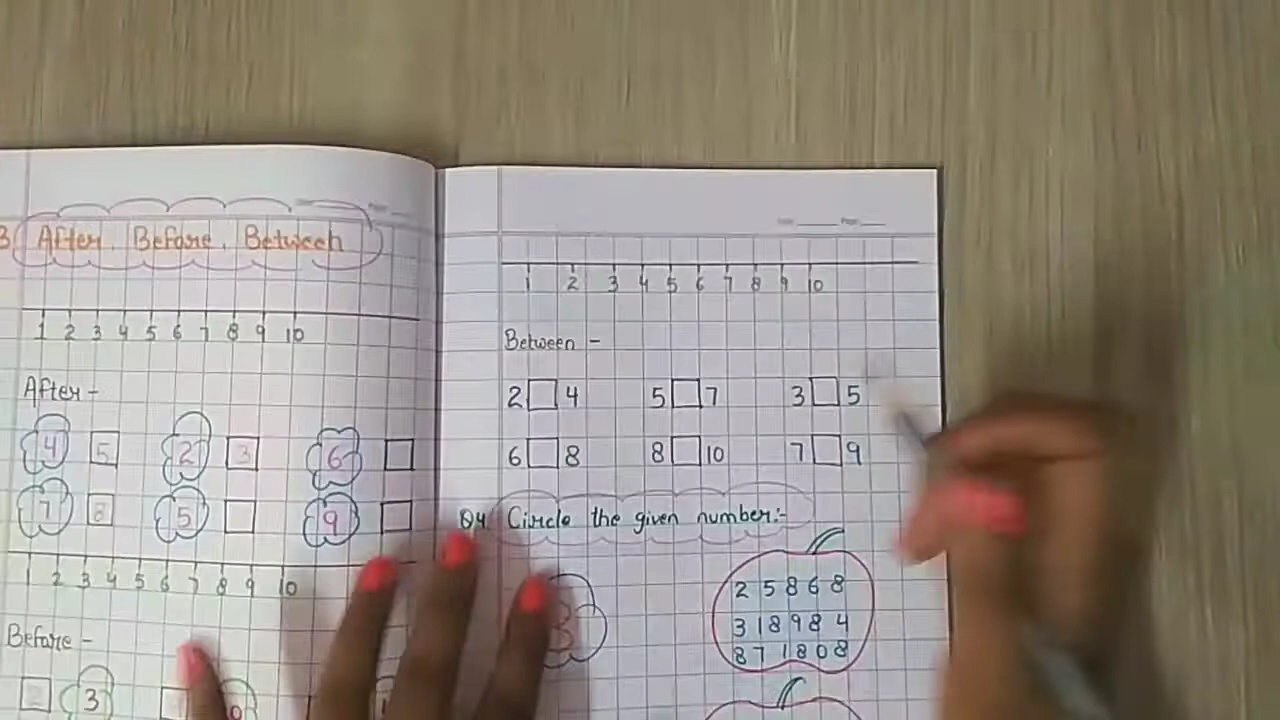 3 After, Before, Between
1 2 3 4 5 6 7 8 9 10
After -
4 5 2 3 6
7 8 5 9
1 2 3 4 5 6 7 8 9 10
Before -
3
1 2 3 4 5 6 7 8 9 10
Between -
2 4 5 7 3 5
6 8 8 10 7 9
Q4 Circle the given number:-
2 5 8 6 8
3 1 8 9 8 4
8 7 1 8 0 8